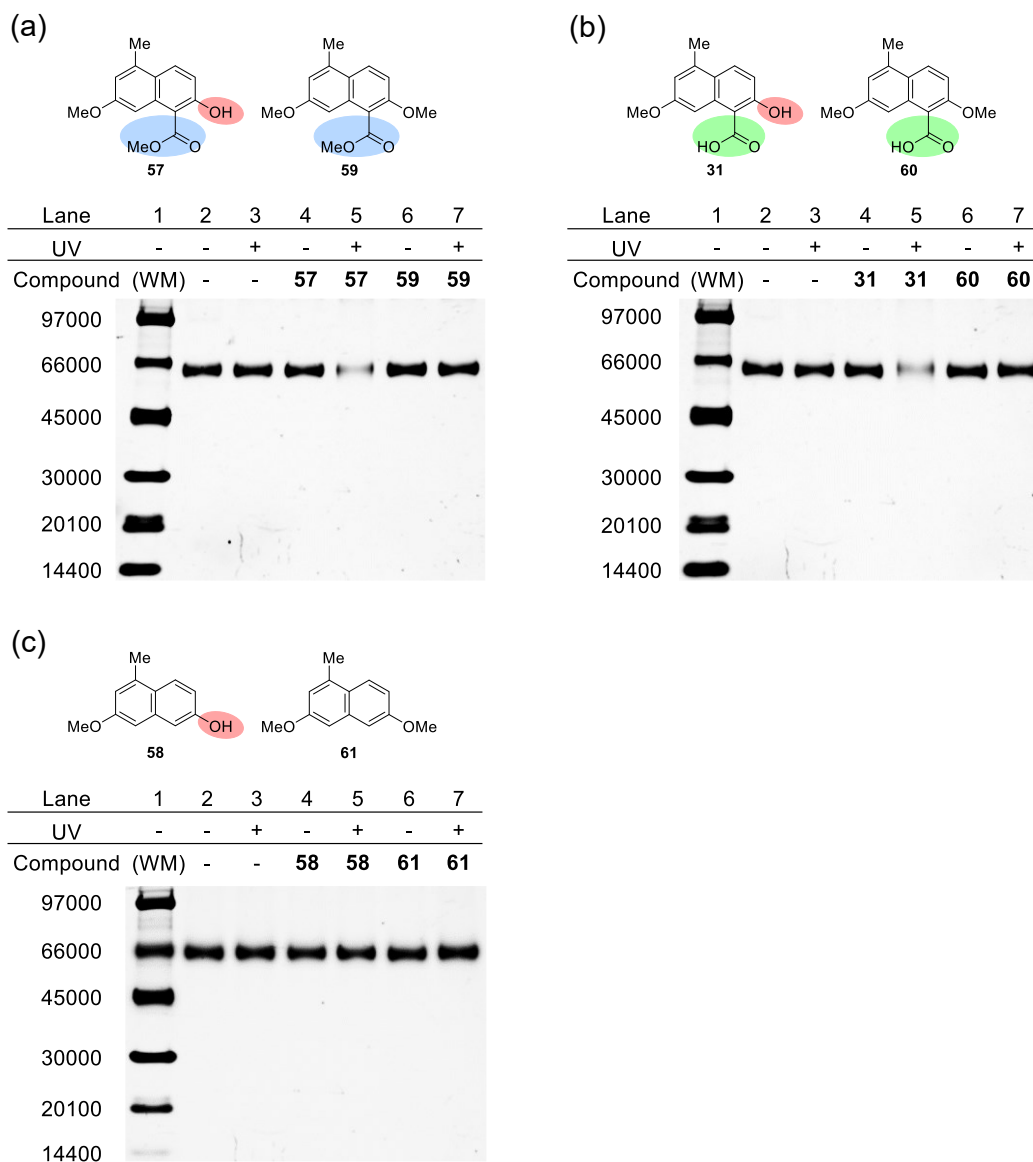 (a)
Me
OH
MeO
MeO
O
57
Me
MeO
OMe
MeO
O
59
Lane 1 2 3 4 5 6 7
UV - - + - + - +
Compound (WM) - - 57 57 59 59
97000
66000
45000
30000
20100
14400
(b)
Me
MeO
OH
HO
O
31
Me
MeO
OMe
HO
O
60
Lane 1 2 3 4 5 6 7
UV - - + - + - +
Compound (WM) - - 31 31 60 60
97000
66000
45000
30000
20100
14400
(c)
Me
MeO
OH
58
Me
MeO
OMe
61
Lane 1 2 3 4 5 6 7
UV - - + - + - +
Compound (WM) - - 58 58 61 61
97000
66000
45000
30000
20100
14400